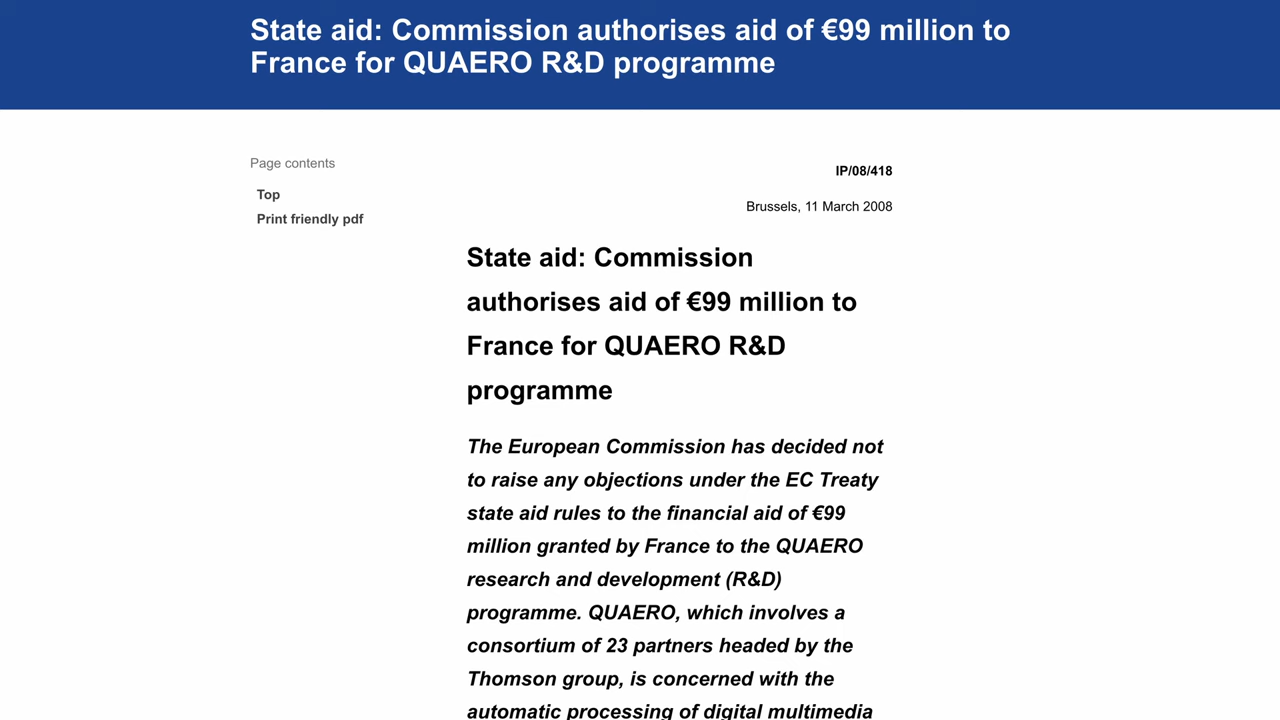 State aid: Commission authorises aid of €99 million to
France for QUAERO R&D programme
Page contents
Top
Print friendly pdf
IP/08/418
Brussels, 11 March 2008
State aid: Commission
authorises aid of €99 million to
France for QUAERO R&D
programme
The European Commission has decided not
to raise any objections under the EC Treaty
state aid rules to the financial aid of €99
million granted by France to the QUAERO
research and development (R&D)
programme. QUAERO, which involves a
consortium of 23 partners headed by the
Thomson group, is concerned with the
automatic processing of digital multimedia